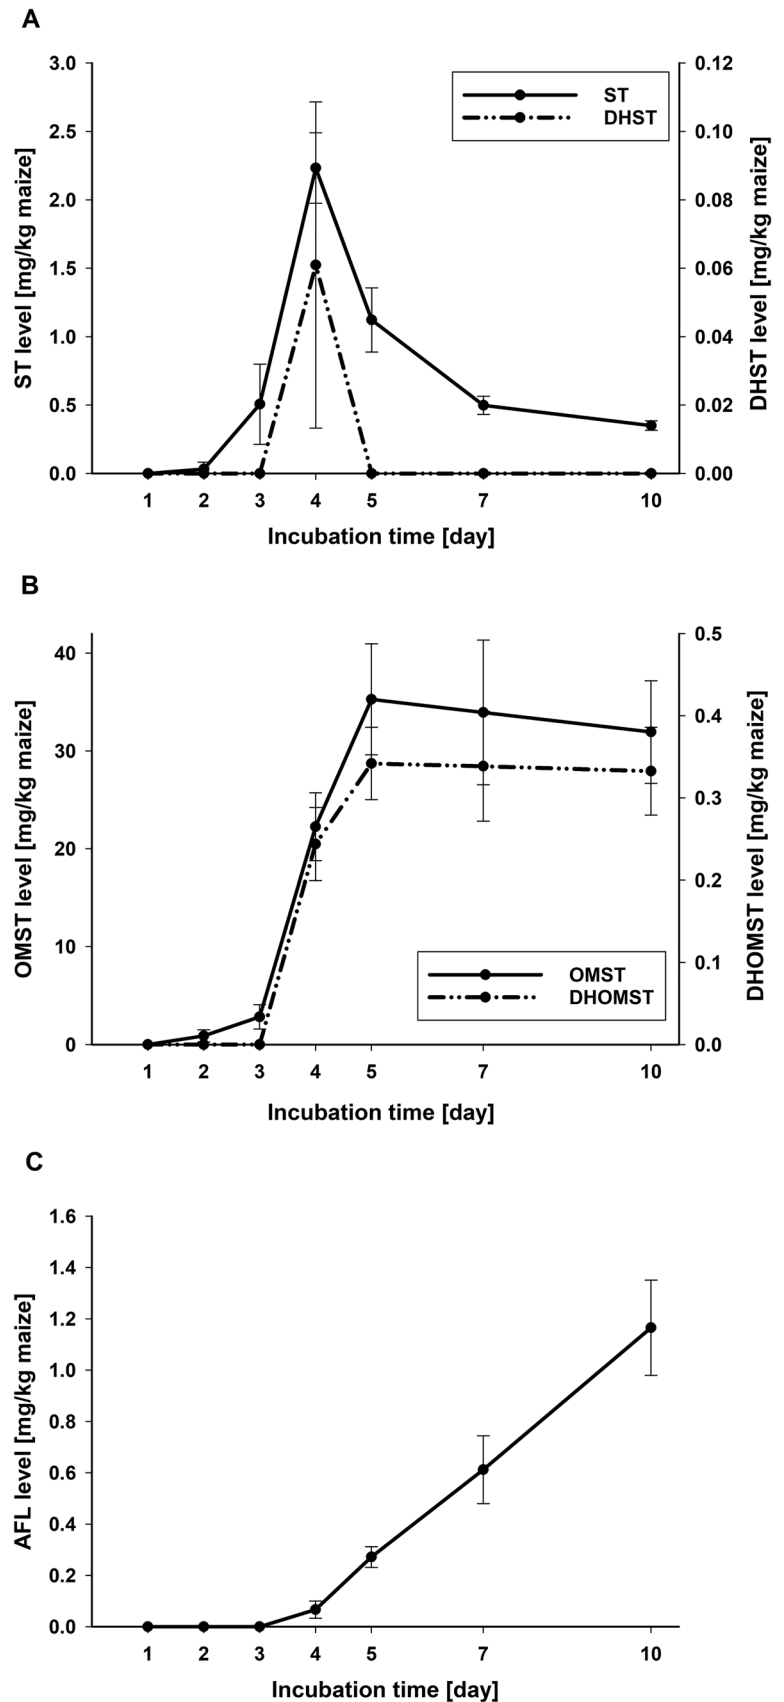 A
3.0
2.5
2.0
1.5
1.0
0.5
0.0
ST level [mg/kg maize]
0.12
0.10
0.08
0.06
0.04
0.02
0.00
DHST level [mg/kg maize]
ST
DHST
1 2 3 4 5 7 10
Incubation time [day]
B
40
30
20
10
0
OMST level [mg/kg maize]
0.5
0.4
0.3
0.2
0.1
0.0
DHOMST level [mg/kg maize]
OMST
DHOMST
1 2 3 4 5 7 10
Incubation time [day]
C
1.6
1.4
1.2
1.0
0.8
0.6
0.4
0.2
0.0
AFL level [mg/kg maize]
1 2 3 4 5 7 10
Incubation time [day]